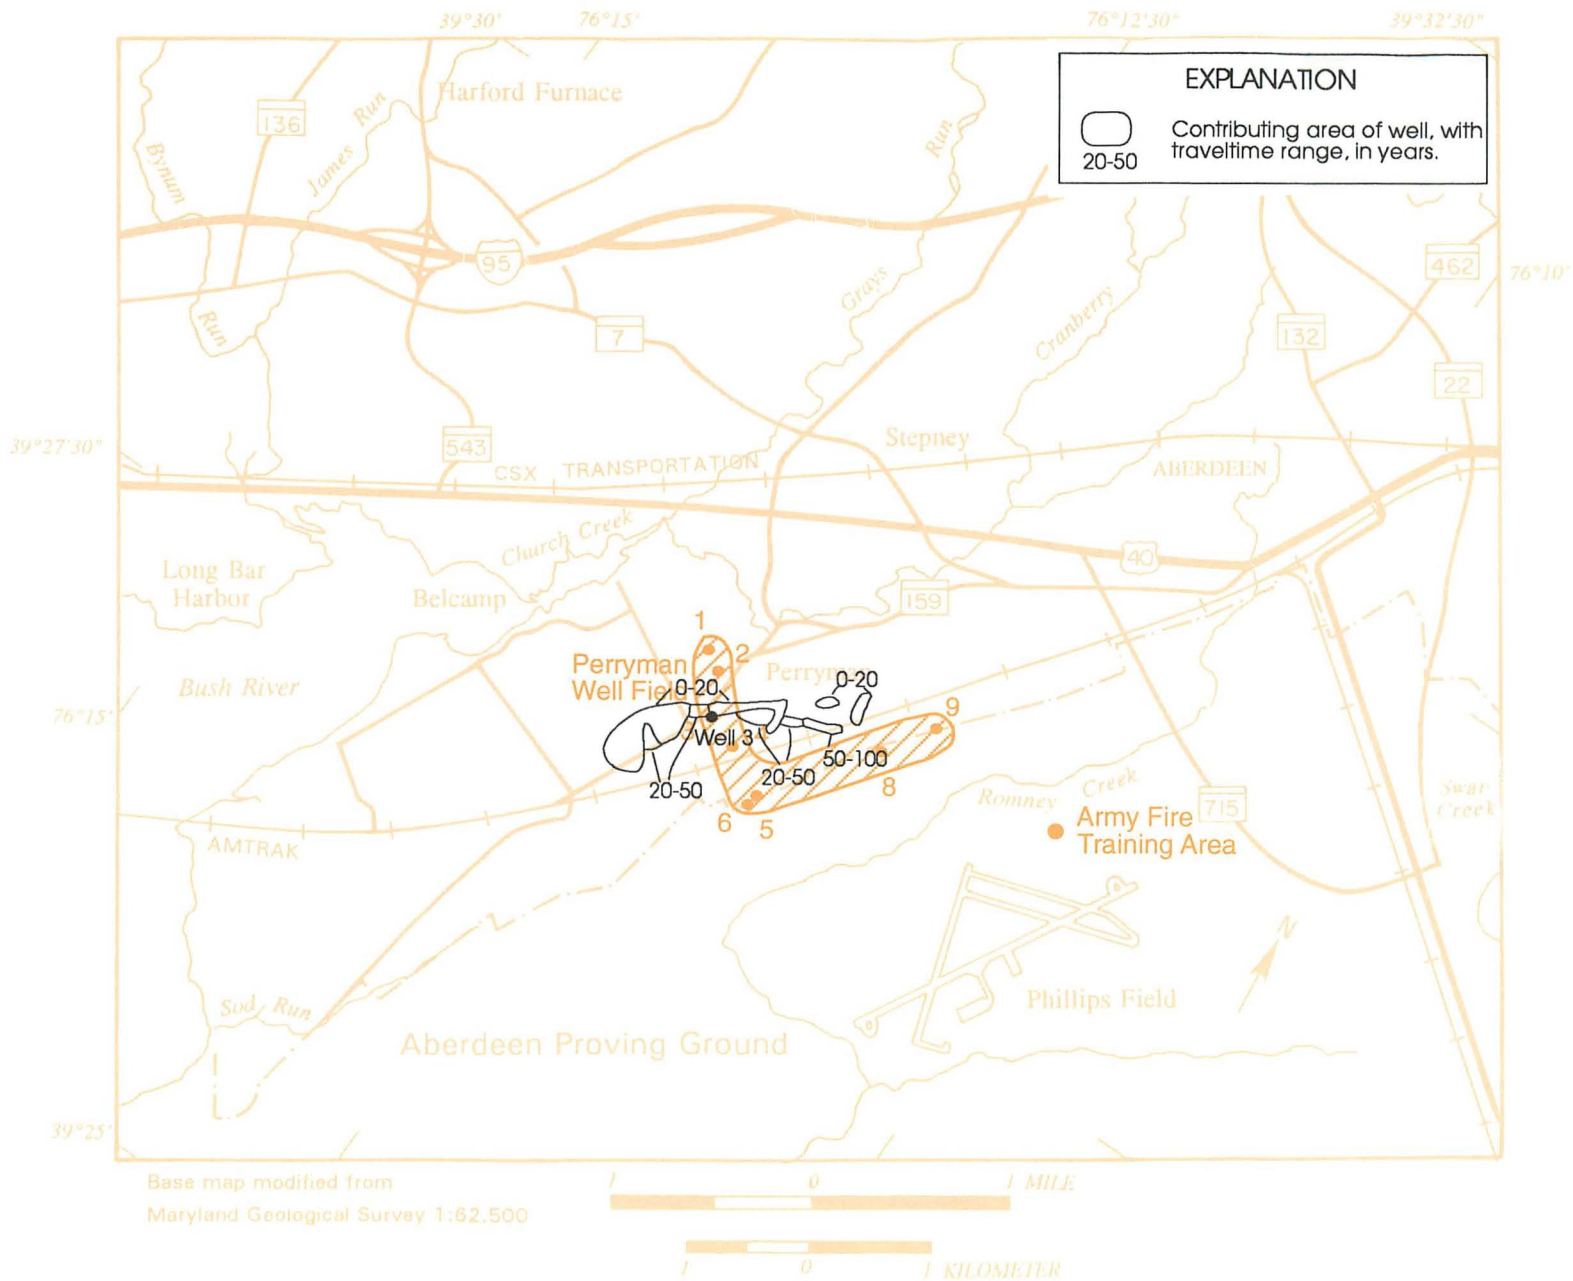 39°30'
76°15'
76°12'30"
39°32'30"
EXPLANATION
20-50
Contributing area of well, with
traveltime range, in years.
Harford Furnace
136
James Run
Bynum
Run
Run
95
462
76°10'
Grays
Cranberry
7
132
22
39°27'30"
543
Stepney
CSX TRANSPORTATION
ABERDEEN
Church Creek
40
Long Bar
Harbor
Belcamp
159
1
2
Perryman
Well Field
Perryman
0-20
0-20
Bush River
76°15'
9
3
Well 3
4
50-100
20-50
20-50
8
6
5
Romney Creek
715
Swan
Creek
Army Fire
Training Area
AMTRAK
N
Sod Run
Phillips Field
Aberdeen Proving Ground
39°25'
Base map modified from
Maryland Geological Survey 1:62,500
1 0 1 MILE
1 0 1 KILOMETER